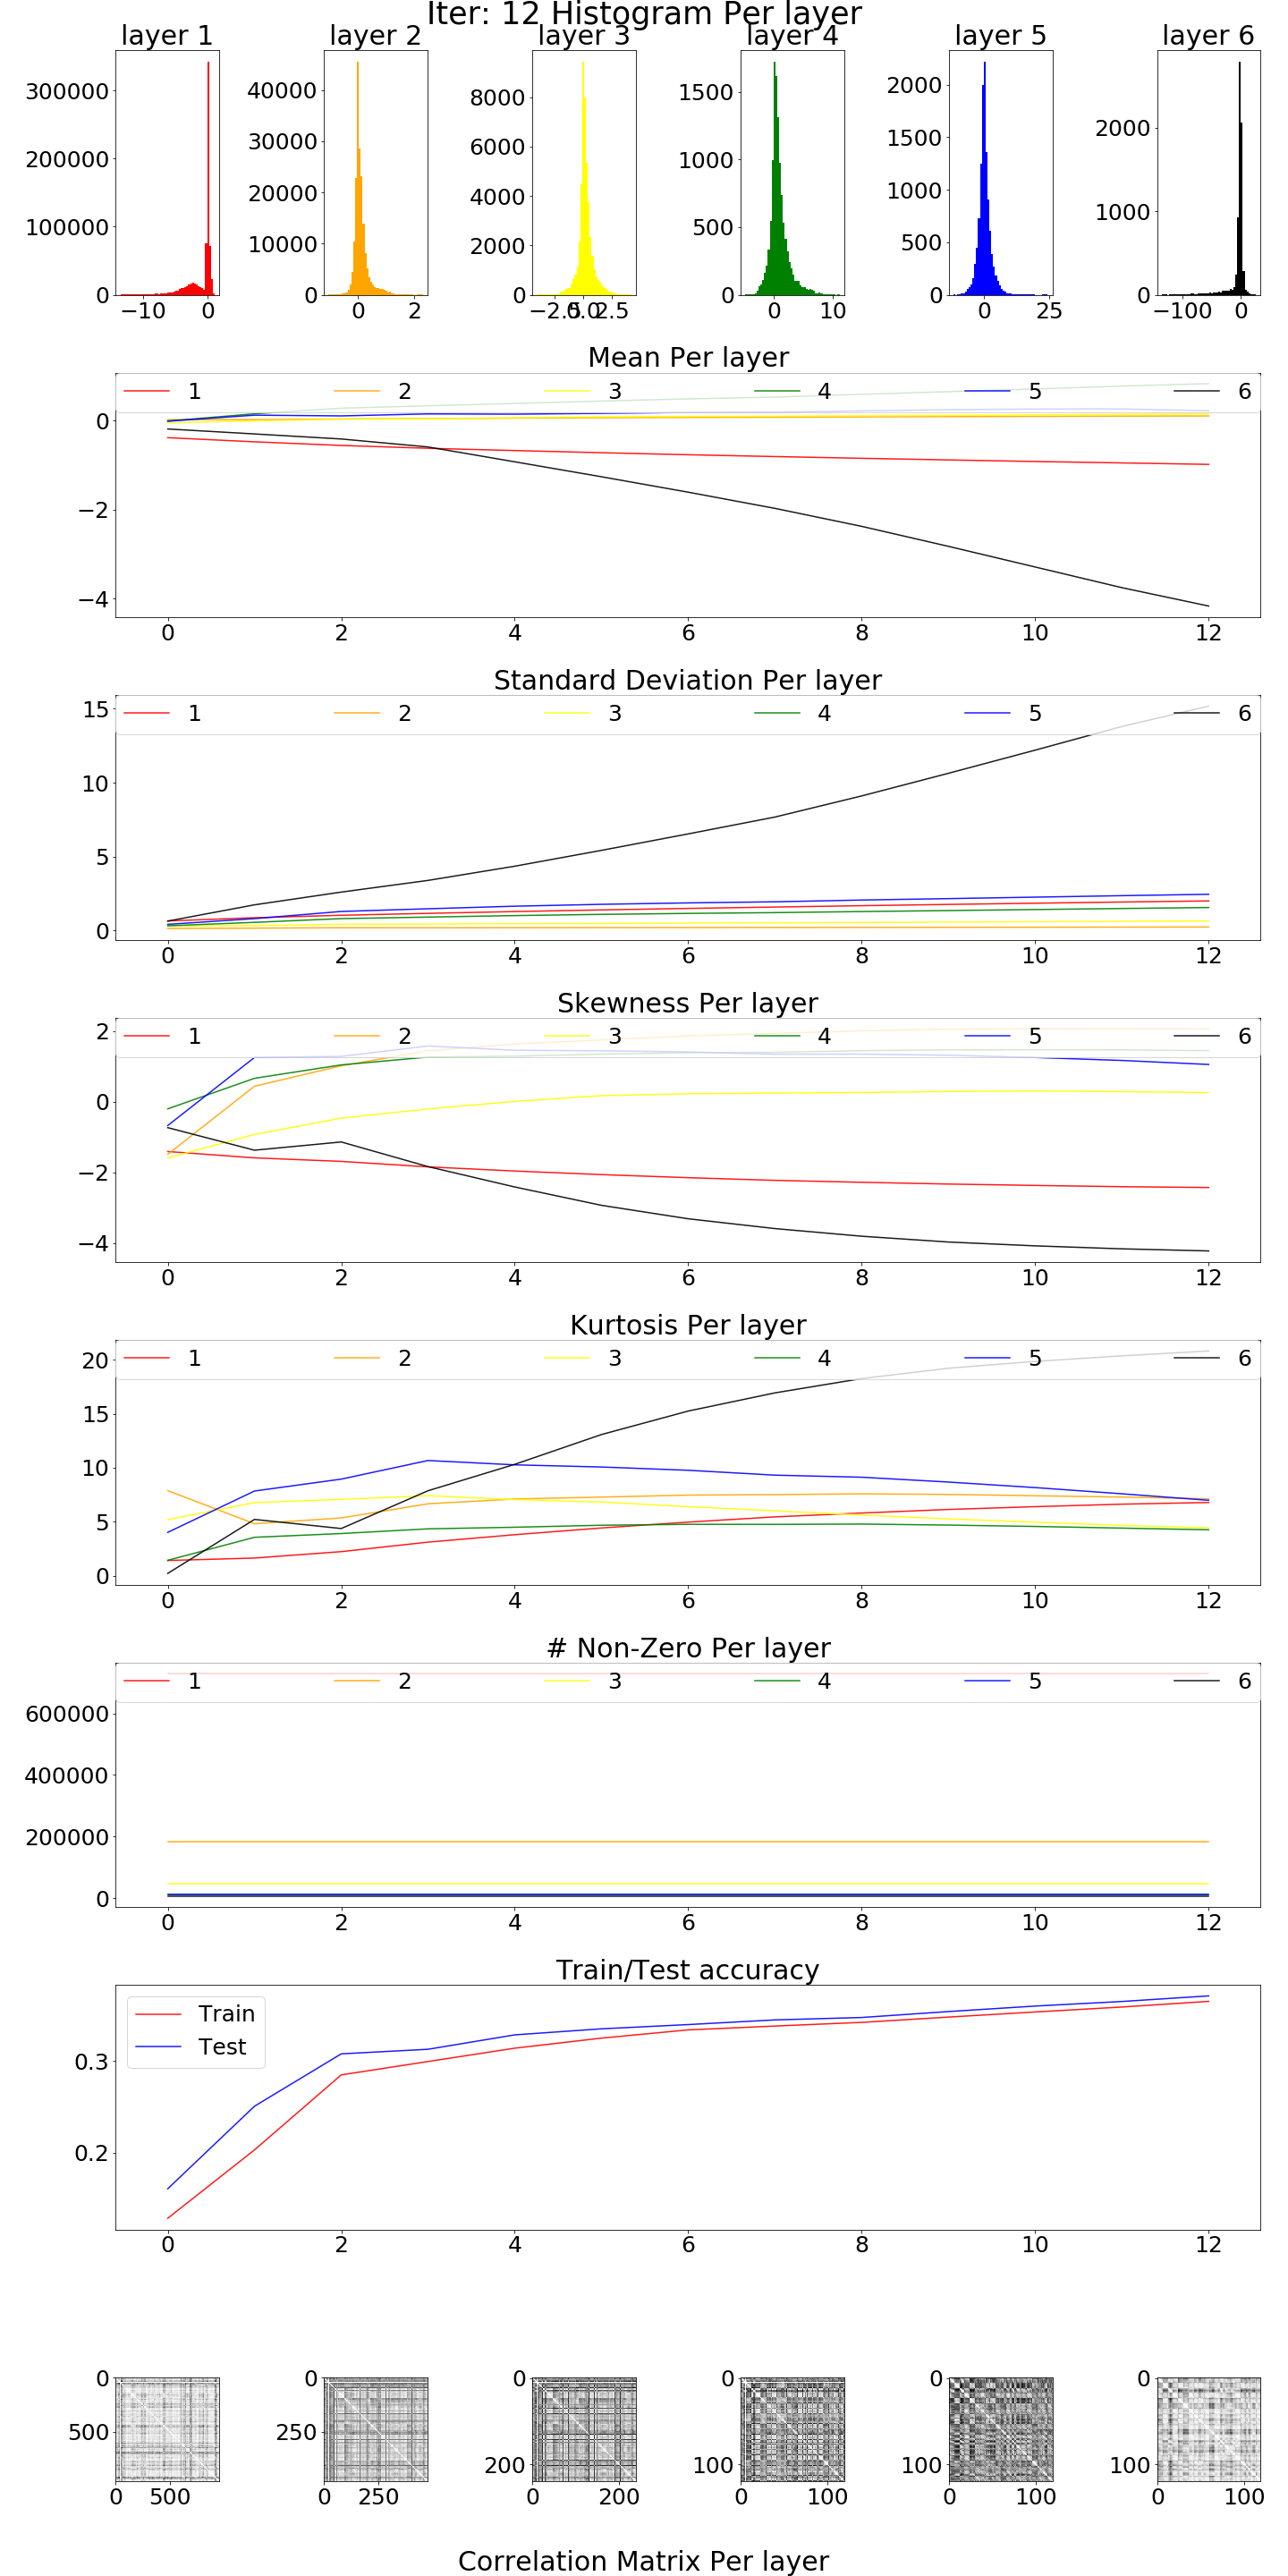 Iter: 12 Histogram Per layer
layer 1 layer 2 layer 3 layer 4 layer 5 layer 6
300000 200000 100000 0
−10 0
40000 30000 20000 10000 0
0 2
8000 6000 4000 2000 0
−2.5 0.0 2.5
1500 1000 500 0
0 10
2000 1500 1000 500 0
0 25
2000 1000 0
−100 0
Mean Per layer
1 2 3 4 5 6
0
−2
−4
0 2 4 6 8 10 12
Standard Deviation Per layer
1 2 3 4 5 6
15
10
5
0
0 2 4 6 8 10 12
Skewness Per layer
1 2 3 4 5 6
2
0
−2
−4
0 2 4 6 8 10 12
Kurtosis Per layer
1 2 3 4 5 6
20
15
10
5
0
0 2 4 6 8 10 12
# Non-Zero Per layer
1 2 3 4 5 6
600000
400000
200000
0
0 2 4 6 8 10 12
Train/Test accuracy
Train
Test
0.3
0.2
0 2 4 6 8 10 12
0 0 0 0 0 0
500 250 200 100 100 100
0 500 0 250 0 200 0 100 0 100 0 100
Correlation Matrix Per layer